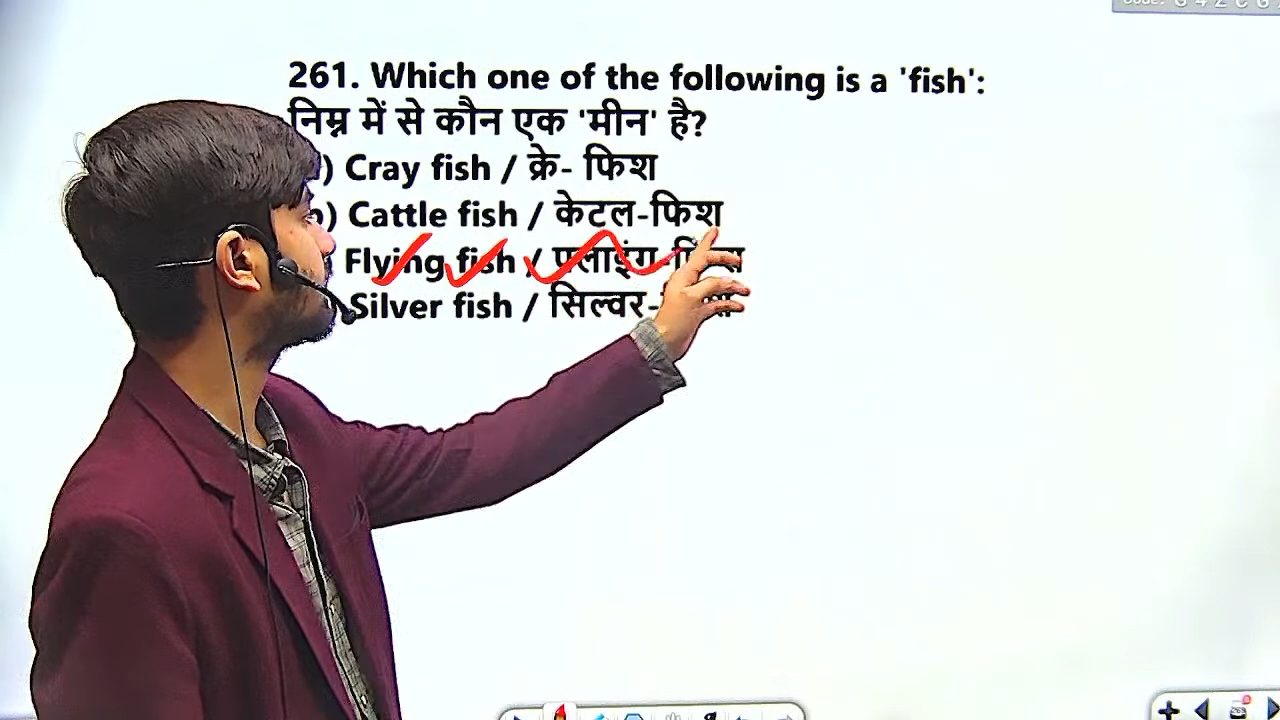 261. Which one of the following is a 'fish':
निम्न में से कौन एक 'मीन' है?
) Cray fish / क्रे- फिश
) Cattle fish / केटल-फिश
Flying fish / फ्लाइंग-
Silver fish / सिल्वर-